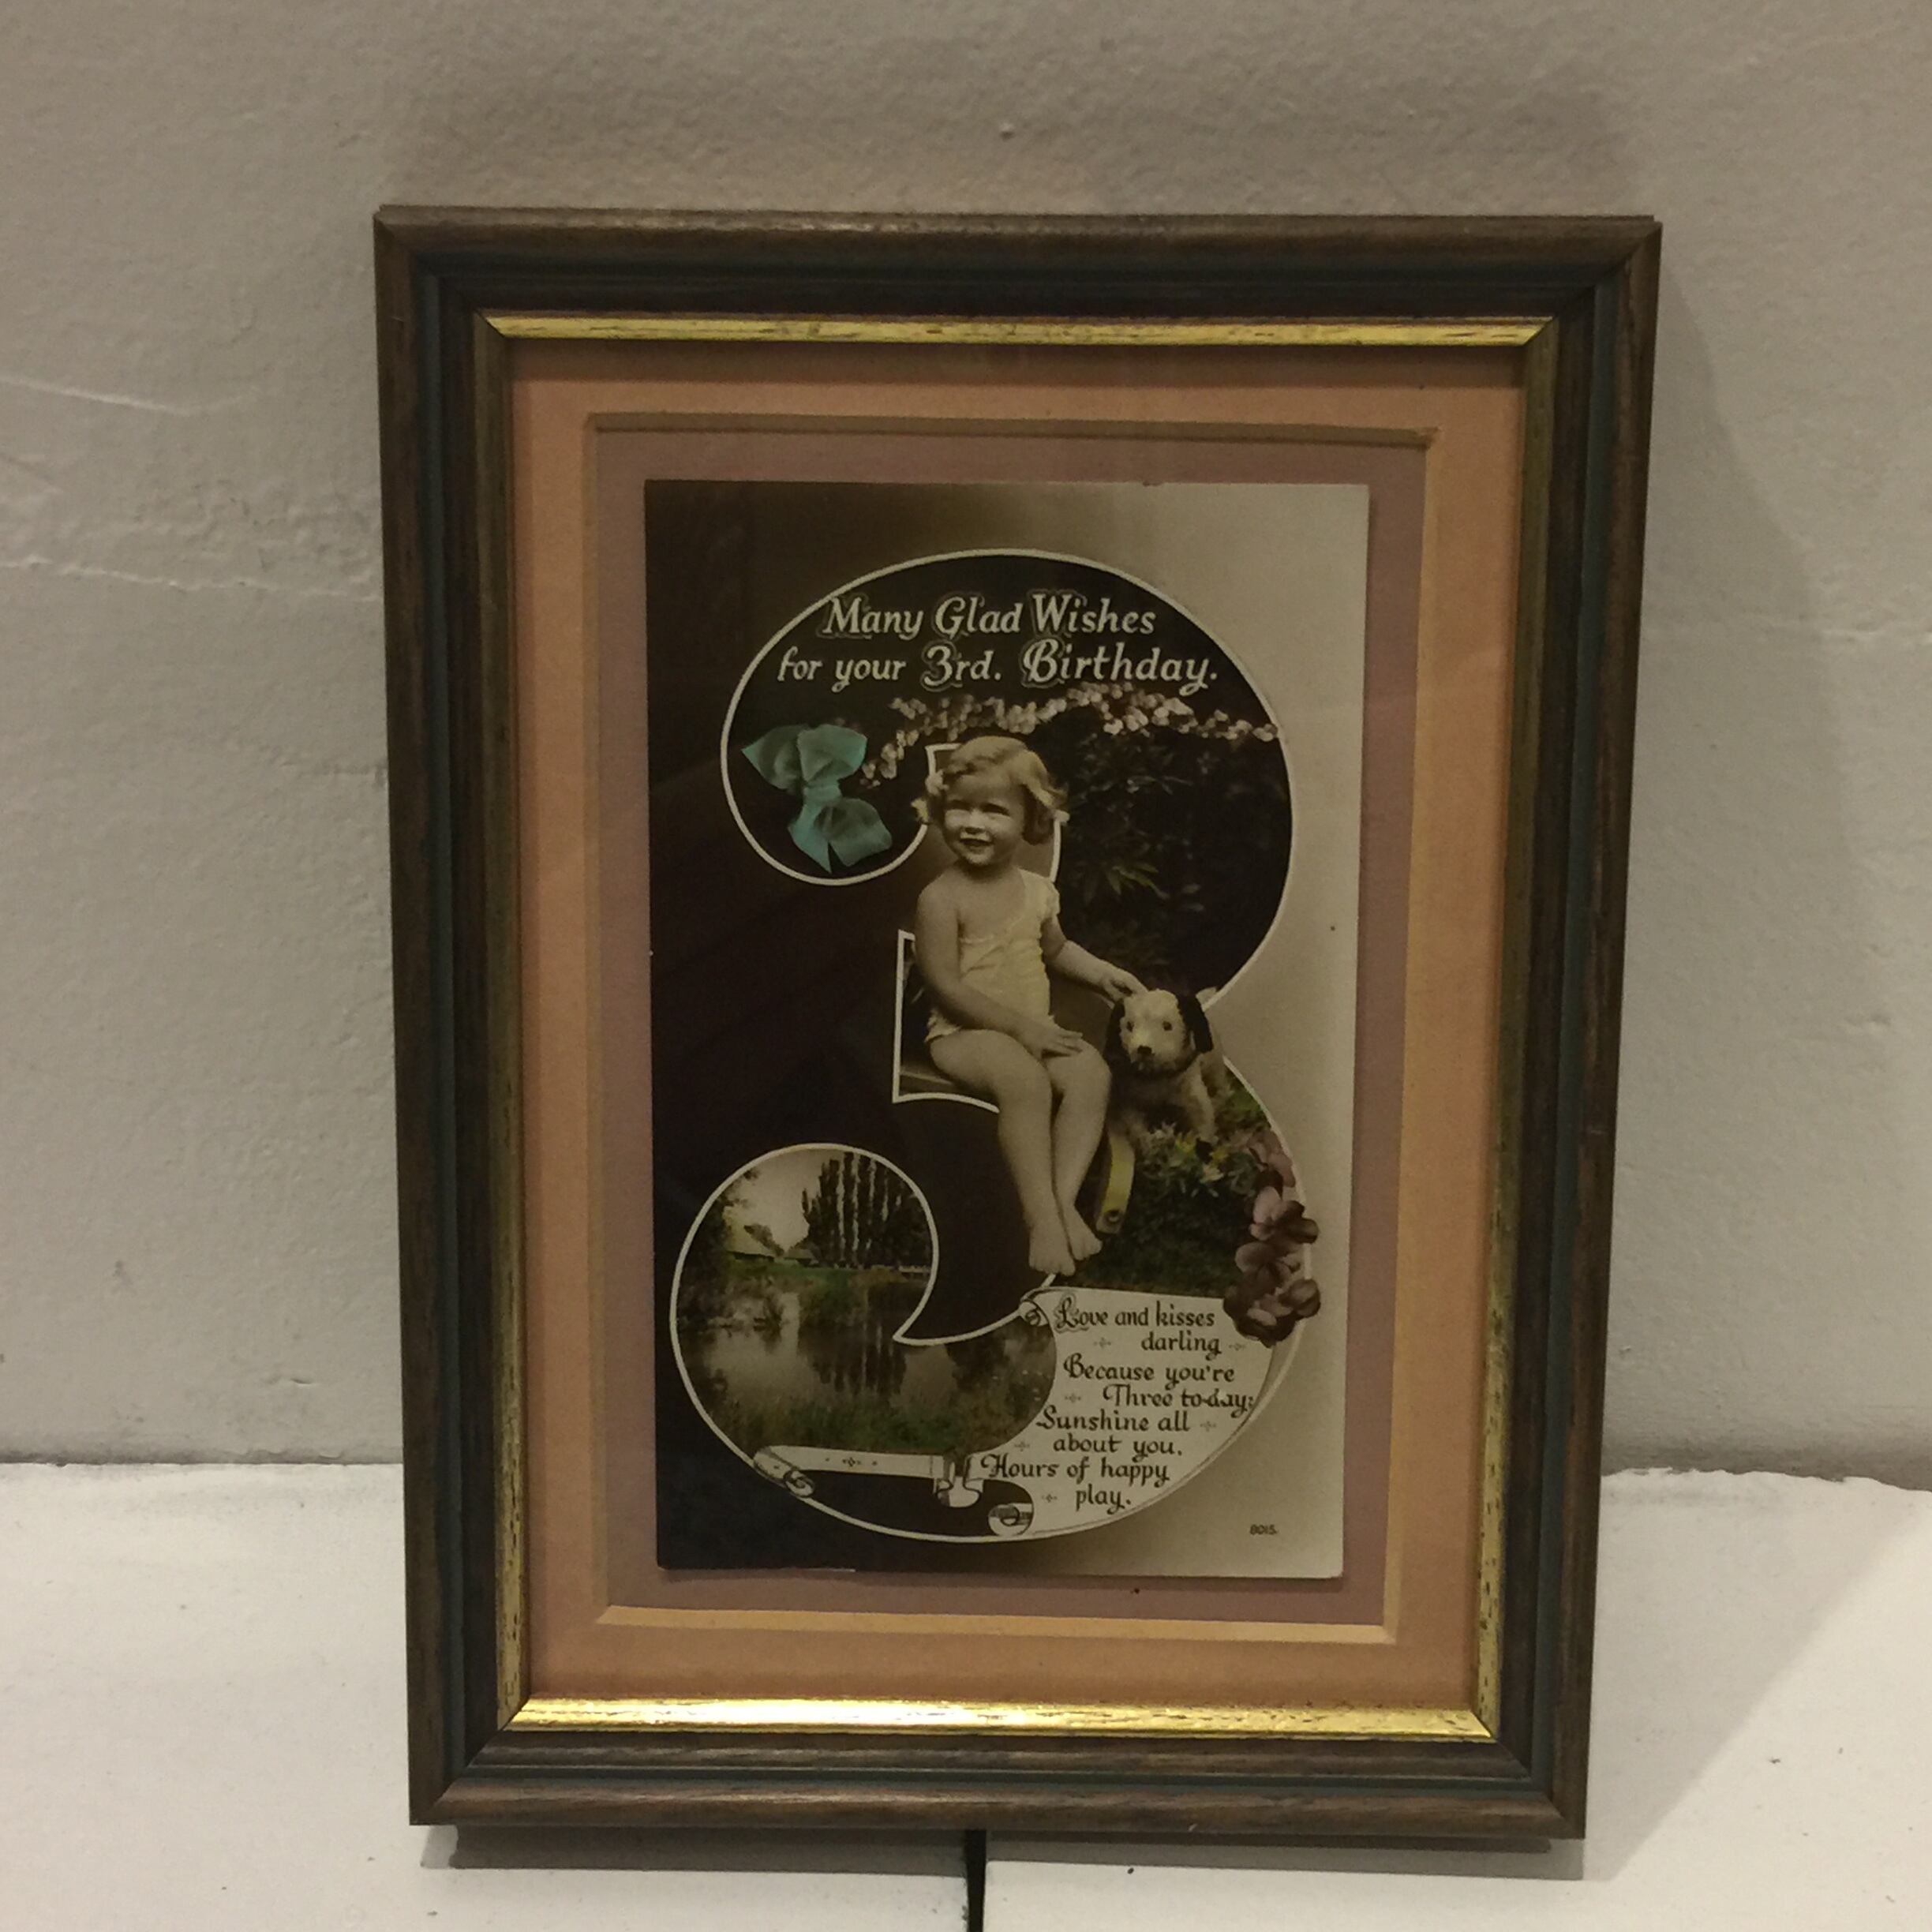 Many Glad Wishes
for your 3rd. Birthday.
Love and kisses
darling
Because you're
Three to-day;
Sunshine all
about you,
Hours of happy
play.
8015.